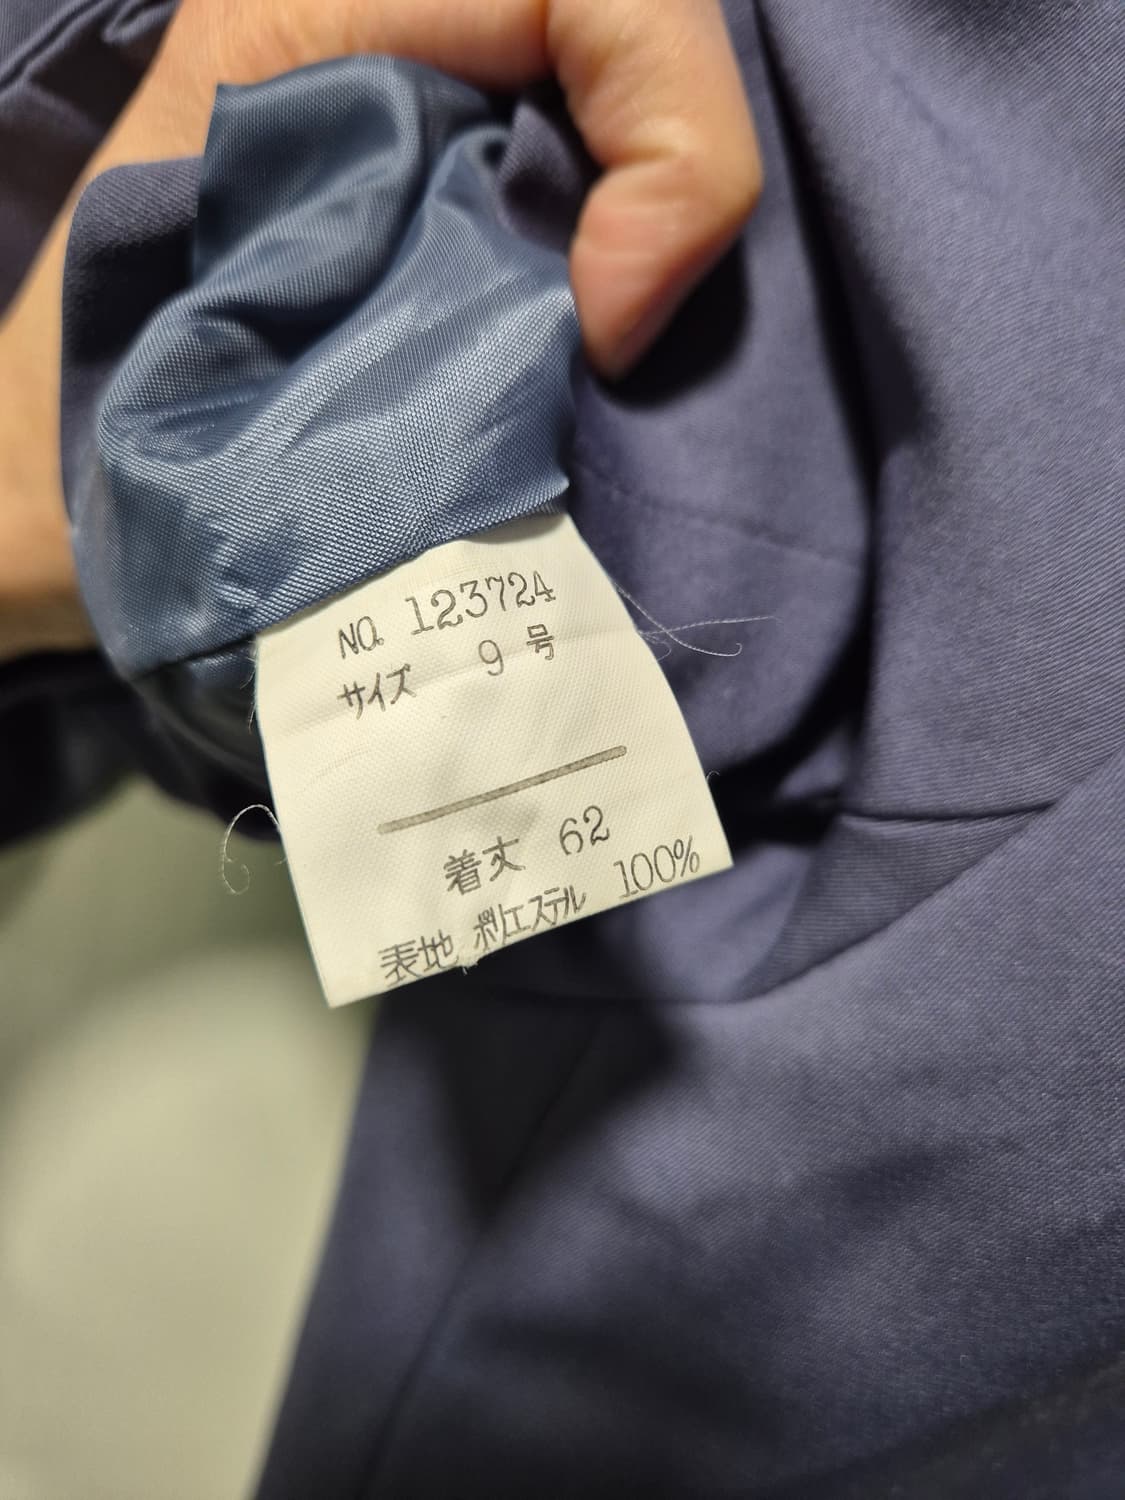 NO. 123724
サイズ 9号
着丈 62
表地 ポリエステル 100%